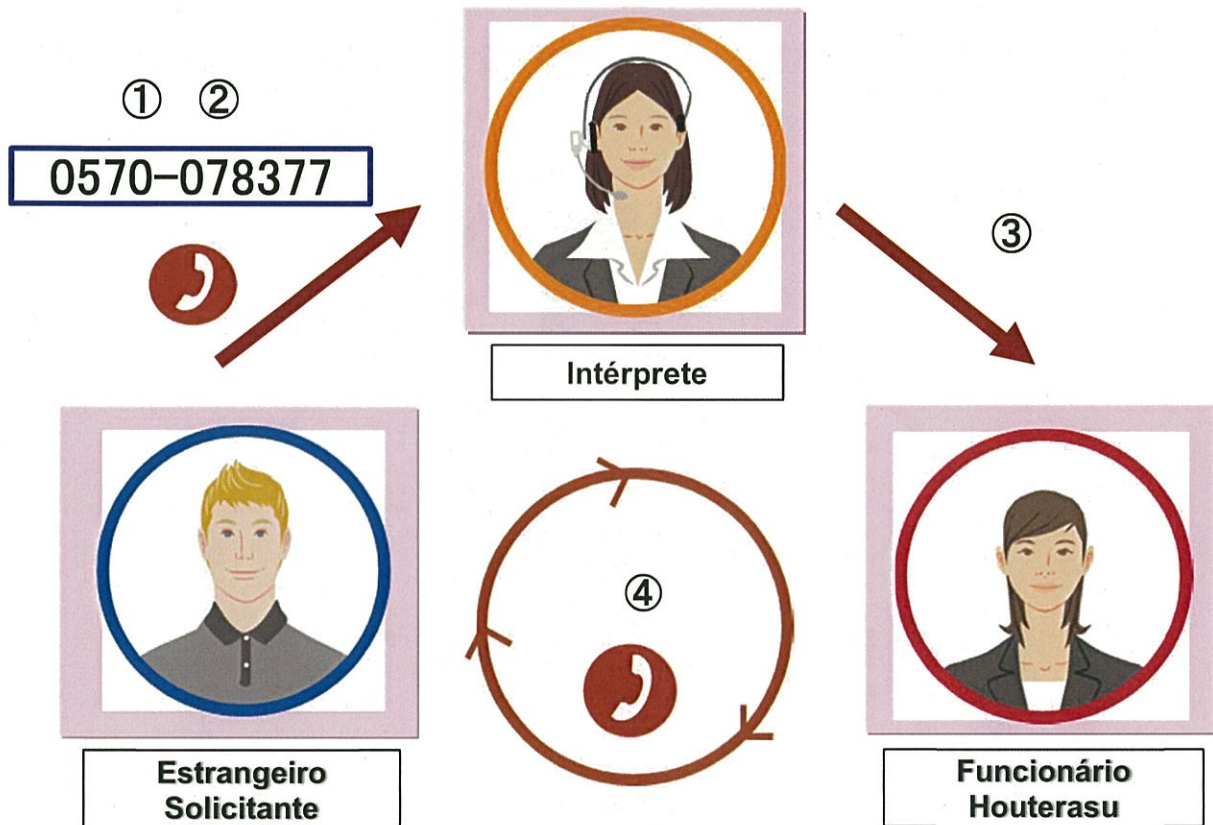 ① ②
0570-078377
③
Intérprete
④
Estrangeiro
Solicitante
Funcionário
Houterasu